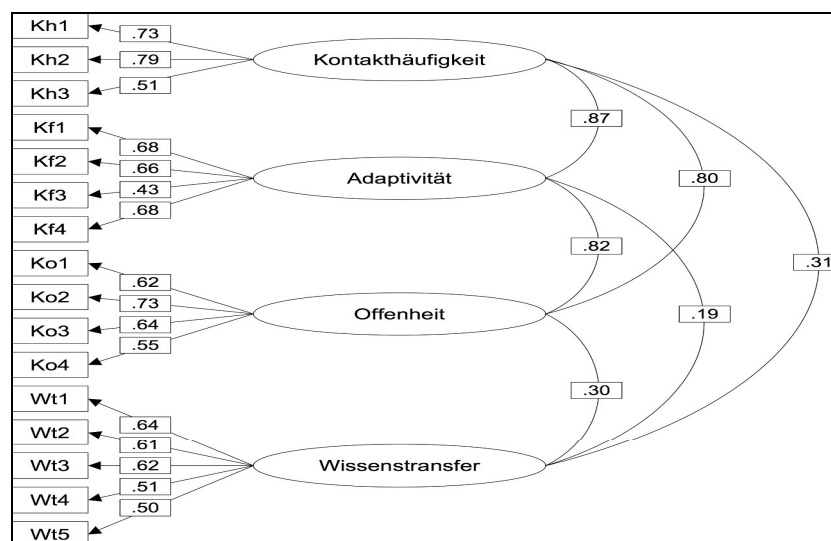 Kh1
.73
Kh2
.79
Kontakthäufigkeit
Kh3
.51
Kf1
.87
.68
Kf2
.66
Adaptivität
.80
Kf3
.43
Kf4
.68
.82
Ko1
.62
.31
Ko2
.73
Offenheit
.19
Ko3
.64
Ko4
.55
.30
Wt1
.64
Wt2
.61
Wt3
.62
Wissenstransfer
Wt4
.51
Wt5
.50